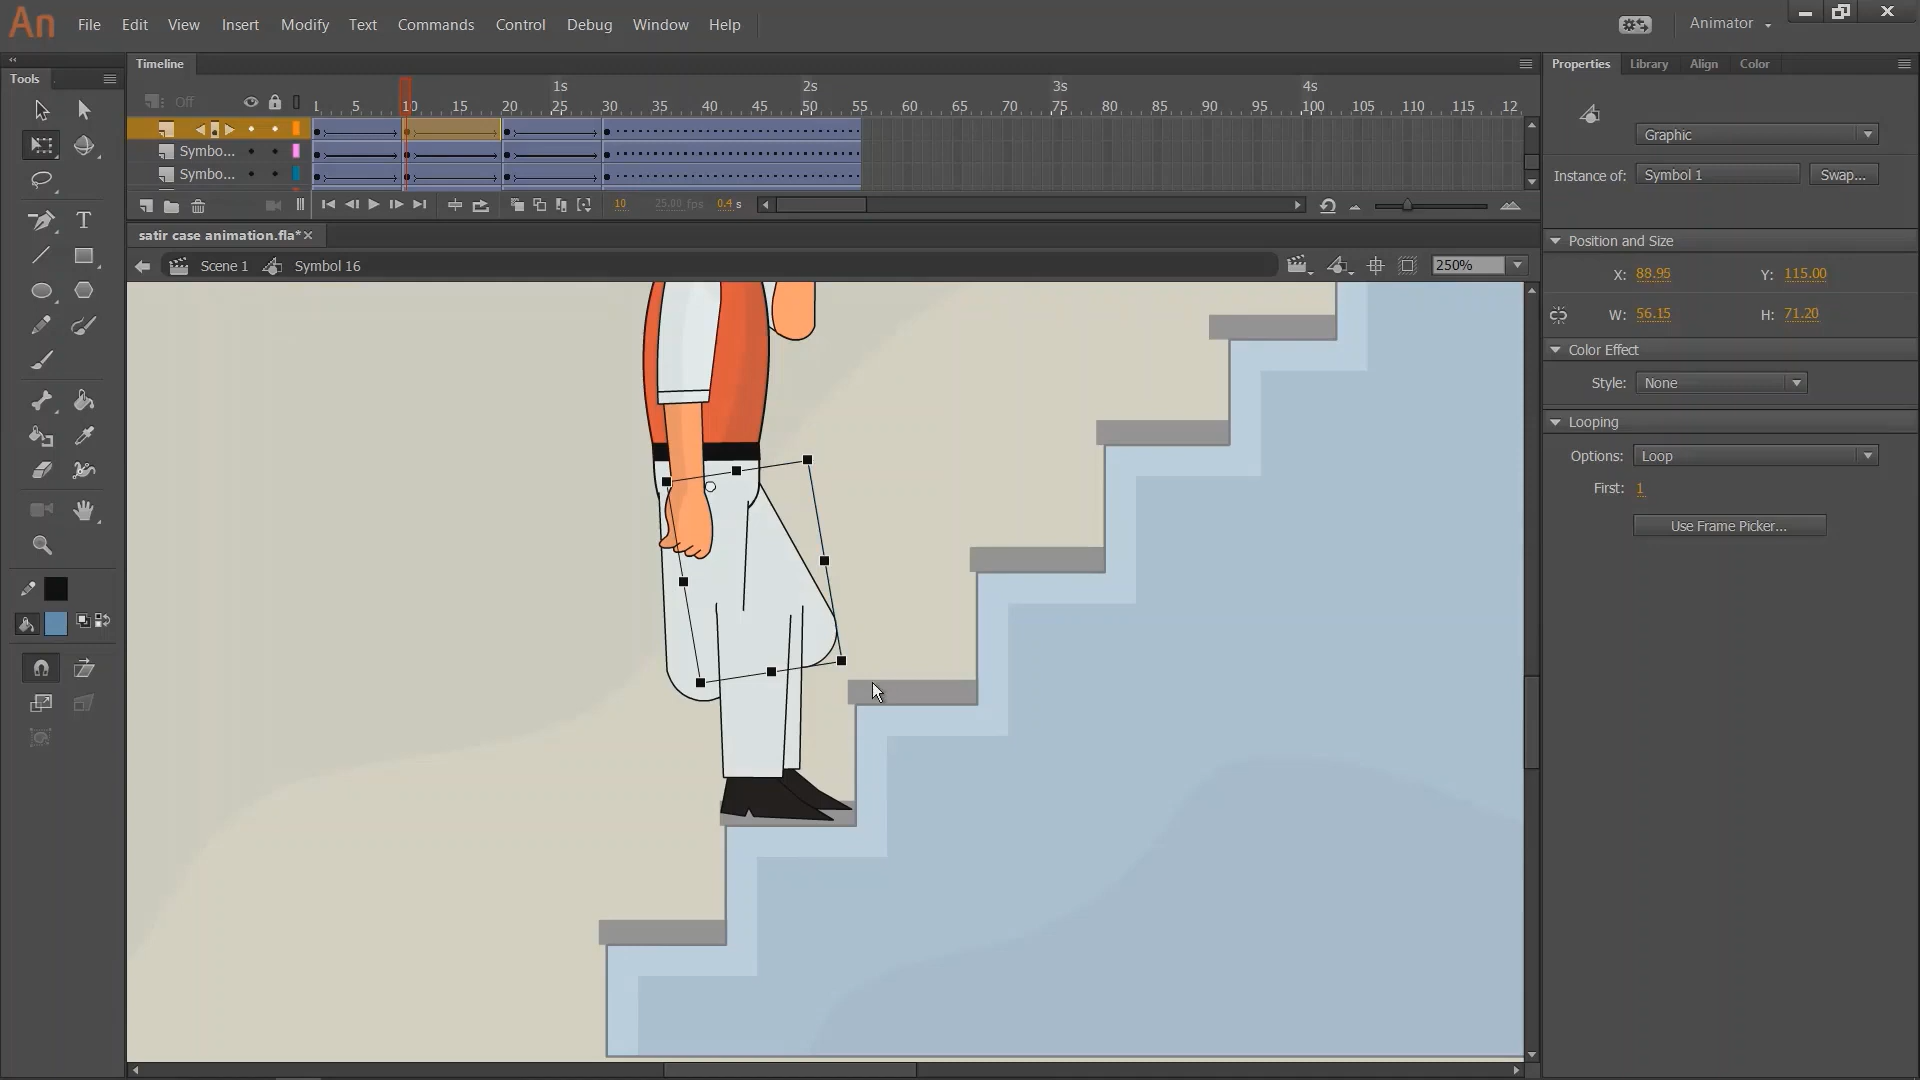 An File Edit View Insert Modify Text Commands Control Debug Window Help Animator
Tools
Timeline
Properties Library Align Color
Off
1s 2s 3s 4s
1 5 10 15 20 25 30 35 40 45 50 55 60 65 70 75 80 85 90 95 100 105 110 115 12
Symbo...
Symbo...
10 25.00 fps 0.4 s
satir case animation.fla*
Scene 1 Symbol 16 250%
T
Graphic
Instance of: Symbol 1 Swap...
Position and Size
X: 88.95 Y: 115.00
W: 56.15 H: 71.20
Color Effect
Style: None
Looping
Options: Loop
First: 1
Use Frame Picker...